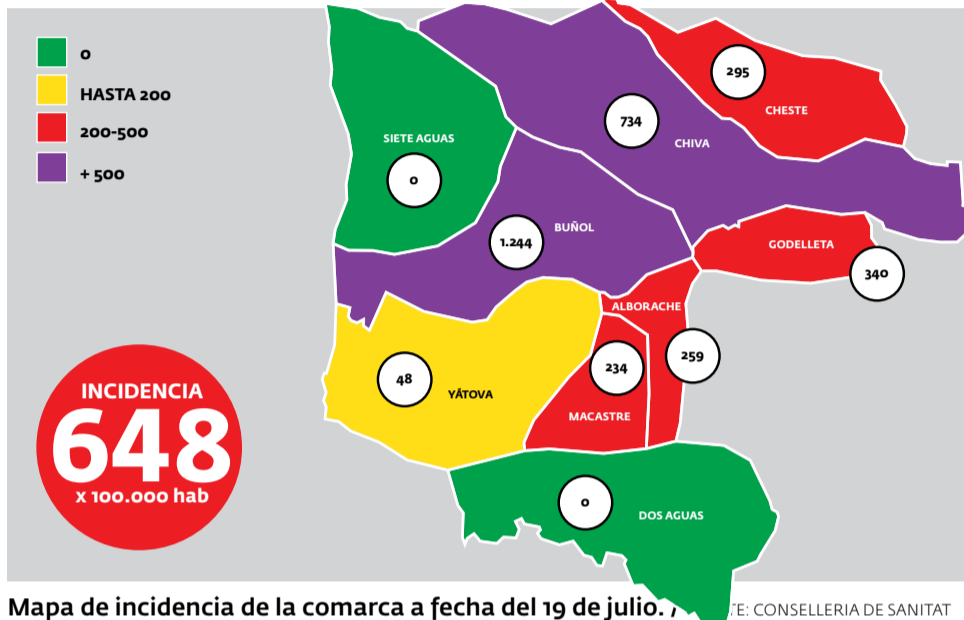 0
HASTA 200
200-500
+ 500
295
CHESTE
734
CHIVA
SIETE AGUAS
0
BUÑOL
1.244
GODELLETA
340
ALBORACHE
259
234
MACASTRE
48
YÁTOVA
INCIDENCIA
648
x 100.000 hab
0
DOS AGUAS
Mapa de incidencia de la comarca a fecha del 19 de julio. / TE: CONSELLERIA DE SANITAT